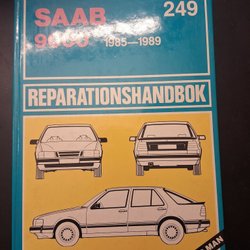 SAAB
249
9000 1985—1989
REPARATIONSHANDBOK